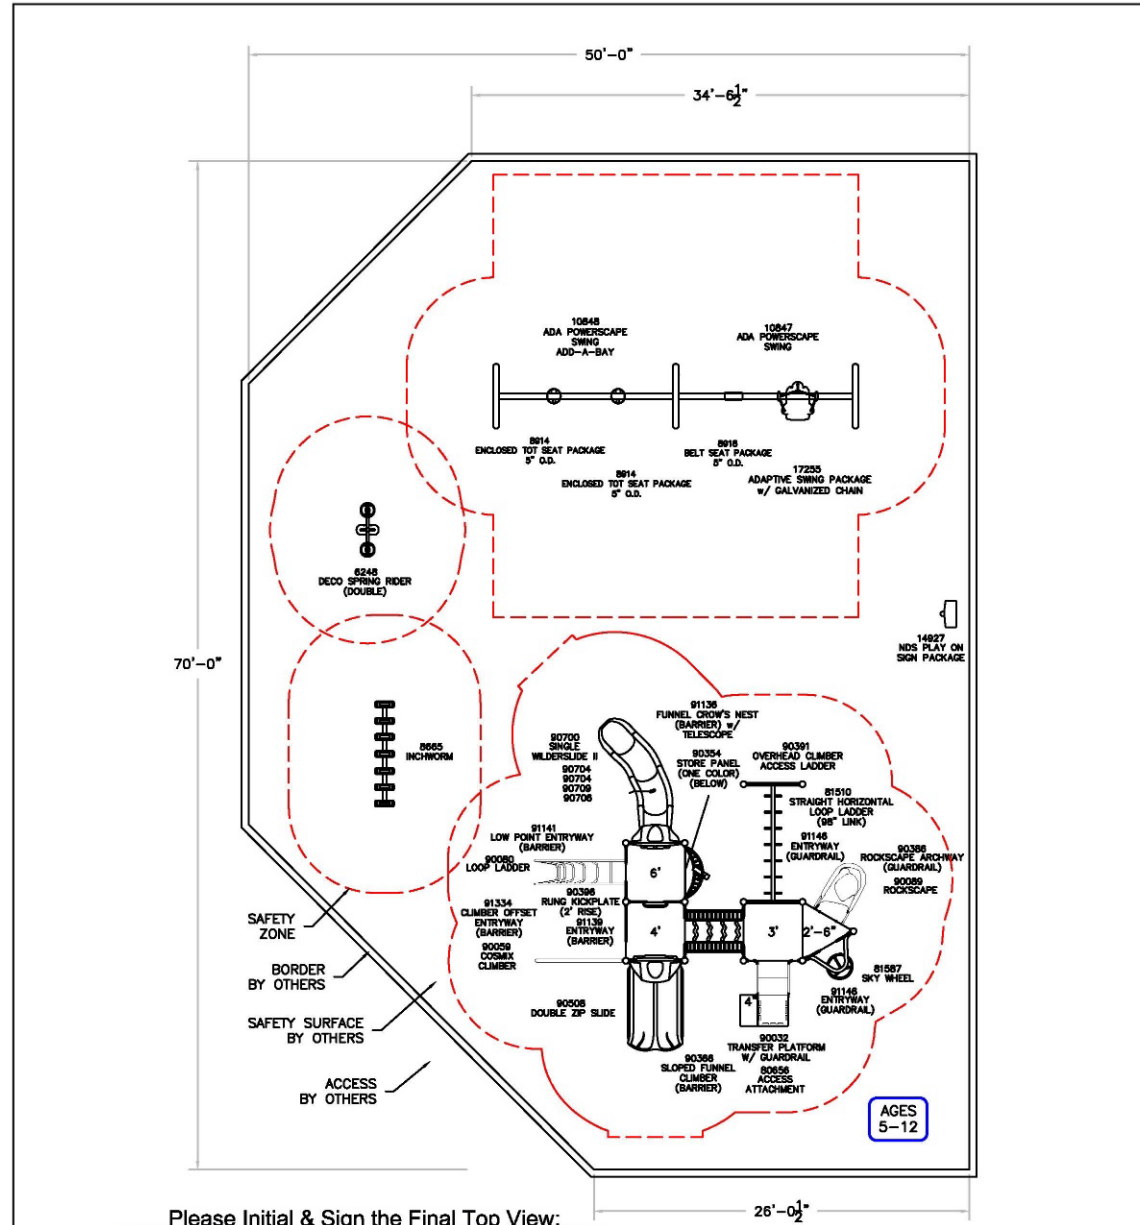 50'-0"
34'-6 1/2"
10848
ADA POWERSCAPE
SWING
ADD-A-BAY
10847
ADA POWERSCAPE
SWING
8914
ENCLOSED TOT SEAT PACKAGE
5" O.D.
8914
ENCLOSED TOT SEAT PACKAGE
5" O.D.
8918
BELT SEAT PACKAGE
5" O.D.
17255
ADAPTIVE SWING PACKAGE
w/ GALVANIZED CHAIN
6248
DECO SPRING RIDER
(DOUBLE)
14927
NDS PLAY ON
SIGN PACKAGE
70'-0"
8665
INCHWORM
91136
FUNNEL CROW'S NEST
(BARRIER) w/
TELESCOPE
90700
SINGLE
WILDERSLIDE II
90704
90704
90709
90706
90354
STORE PANEL
(ONE COLOR)
(BELOW)
90391
OVERHEAD CLIMBER
ACCESS LADDER
81510
STRAIGHT HORIZONTAL
LOOP LADDER
(98" LINK)
91146
ENTRYWAY
(GUARDRAIL)
90386
ROCKSCAPE ARCHWAY
(GUARDRAIL)
90089
ROCKSCAPE
91141
LOW POINT ENTRYWAY
(BARRIER)
90080
LOOP LADDER
90396
RUNG KICKPLATE
(2' RISE)
91139
ENTRYWAY
(BARRIER)
91334
CLIMBER OFFSET
ENTRYWAY
(BARRIER)
90059
COSMIX
CLIMBER
6'
4'
3'
2'-6"
4"
81587
SKY WHEEL
91146
ENTRYWAY
(GUARDRAIL)
90508
DOUBLE ZIP SLIDE
90366
SLOPED FUNNEL
CLIMBER
(BARRIER)
90032
TRANSFER PLATFORM
W/ GUARDRAIL
80656
ACCESS
ATTACHMENT
SAFETY
ZONE
BORDER
BY OTHERS
SAFETY SURFACE
BY OTHERS
ACCESS
BY OTHERS
AGES
5-12
26'-0 1/2"
Please Initial & Sign the Final Top View: